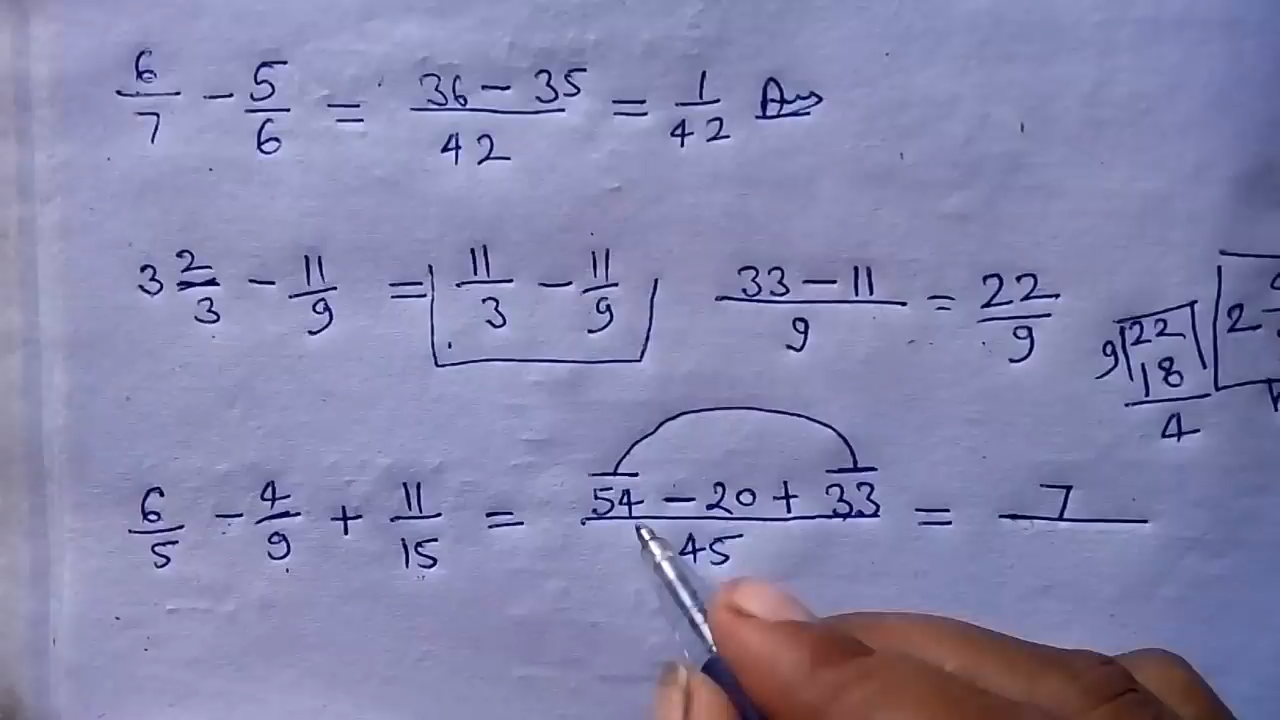 6/7 - 5/6 = 36 - 35/42 = 1/42 Ans
3 2/3 - 11/9 = 11/3 - 11/9 33 - 11/9 = 22/9 9 22 18 4 2
6/5 - 4/9 + 11/15 = 54 - 20 + 33/45 = 7